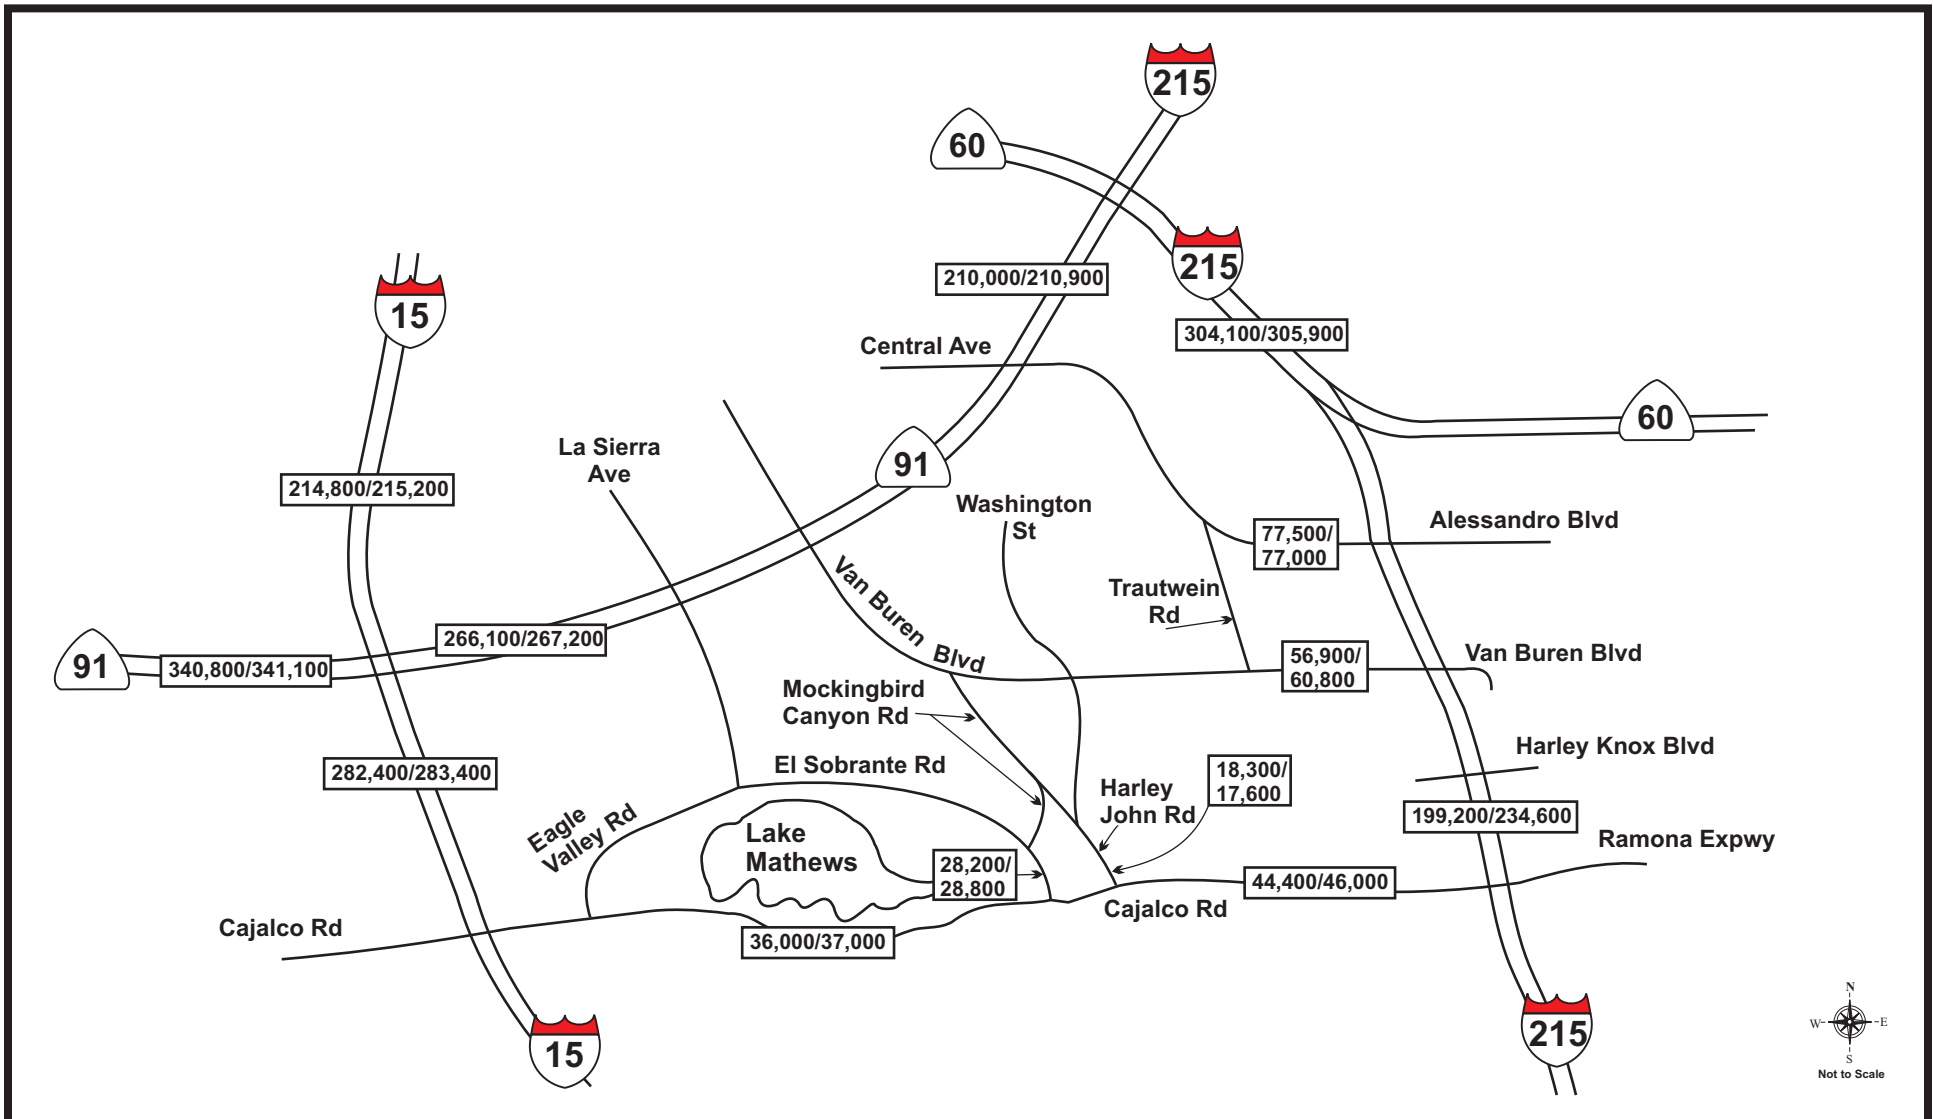 215
60
215
210,000/210,900
15
304,100/305,900
Central Ave
60
La Sierra
Ave
91
214,800/215,200
Washington
St
Alessandro Blvd
77,500/
77,000
Van Buren Blvd
Trautwein
Rd
266,100/267,200
91
340,800/341,100
56,900/
60,800
Van Buren Blvd
Mockingbird
Canyon Rd
Harley Knox Blvd
282,400/283,400
El Sobrante Rd
18,300/
17,600
Harley
John Rd
Eagle
Valley Rd
Lake
Mathews
199,200/234,600
Ramona Expwy
28,200/
28,800
44,400/46,000
Cajalco Rd
Cajalco Rd
36,000/37,000
15
215
N
W
E
S
Not to Scale